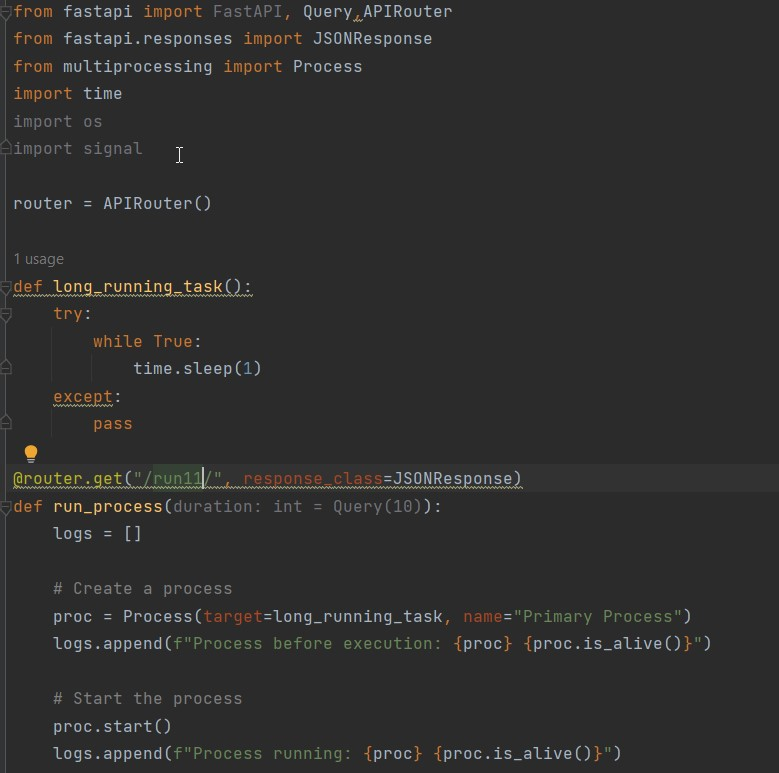 from fastapi import FastAPI, Query,APIRouter
from fastapi.responses import JSONResponse
from multiprocessing import Process
import time
import os
import signal
router = APIRouter()
1 usage
def long_running_task():
    try:
        while True:
            time.sleep(1)
    except:
        pass
@router.get("/run11/", response_class=JSONResponse)
def run_process(duration: int = Query(10)):
    logs = []
    # Create a process
    proc = Process(target=long_running_task, name="Primary Process")
    logs.append(f"Process before execution: {proc} {proc.is_alive()}")
    # Start the process
    proc.start()
    logs.append(f"Process running: {proc} {proc.is_alive()}")